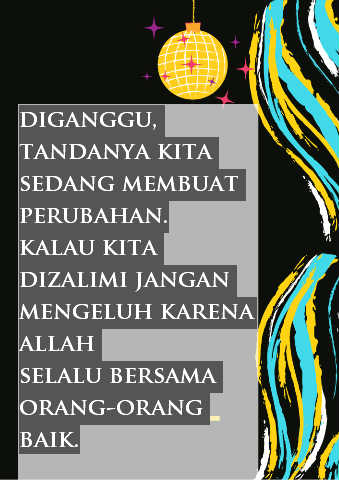 DIGANGGU,
TANDANYA KITA
SEDANG MEMBUAT
PERUBAHAN.
KALAU KITA
DIZALIMI JANGAN
MENGELUH KARENA
ALLAH
SELALU BERSAMA
ORANG-ORANG
BAIK.